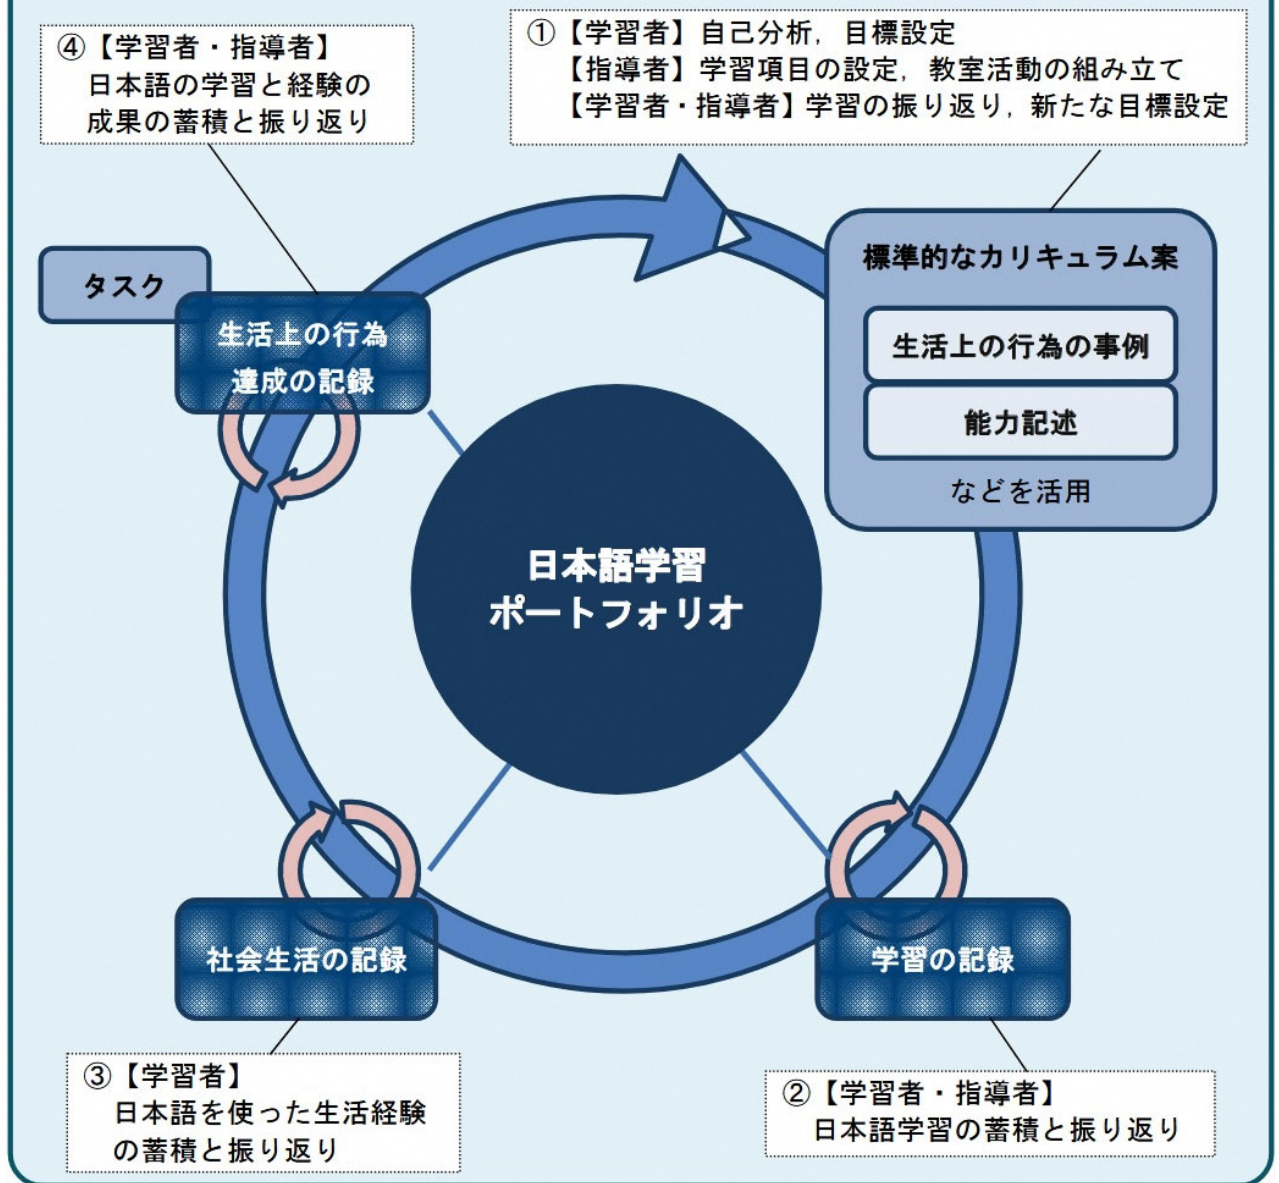 ④【学習者・指導者】
日本語の学習と経験の
成果の蓄積と振り返り
①【学習者】自己分析，目標設定
【指導者】学習項目の設定，教室活動の組み立て
【学習者・指導者】学習の振り返り，新たな目標設定
タスク
生活上の行為
達成の記録
標準的なカリキュラム案
生活上の行為の事例
能力記述
などを活用
日本語学習
ポートフォリオ
社会生活の記録
学習の記録
③【学習者】
日本語を使った生活経験
の蓄積と振り返り
②【学習者・指導者】
日本語学習の蓄積と振り返り